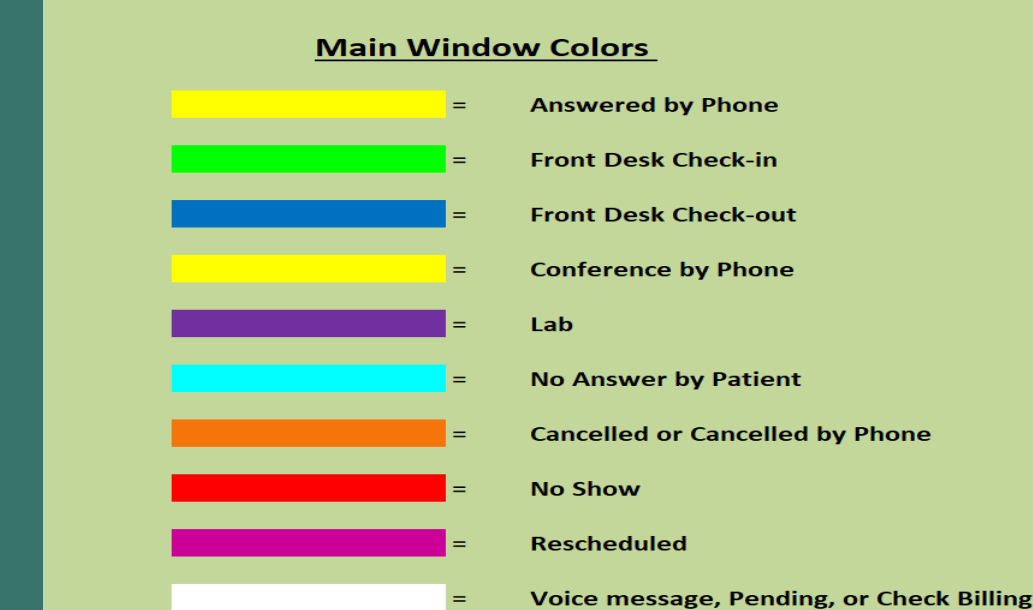 Main Window Colors
= Answered by Phone
= Front Desk Check-in
= Front Desk Check-out
= Conference by Phone
= Lab
= No Answer by Patient
= Cancelled or Cancelled by Phone
= No Show
= Rescheduled
= Voice message, Pending, or Check Billing